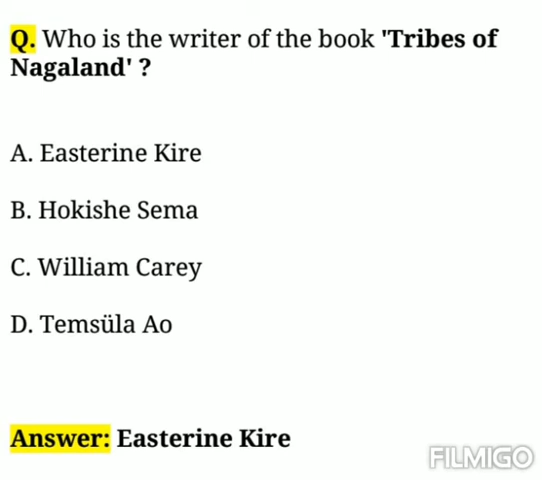 Q. Who is the writer of the book 'Tribes of
Nagaland' ?
A. Easterine Kire
B. Hokishe Sema
C. William Carey
D. Temsüla Ao
Answer: Easterine Kire
FILMIGO